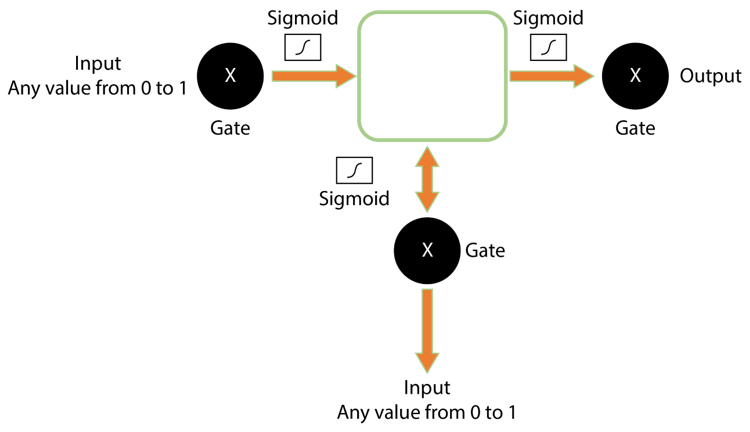 Sigmoid
Sigmoid
Input
Any value from 0 to 1
X
X
Output
Gate
Gate
Sigmoid
X
Gate
Input
Any value from 0 to 1